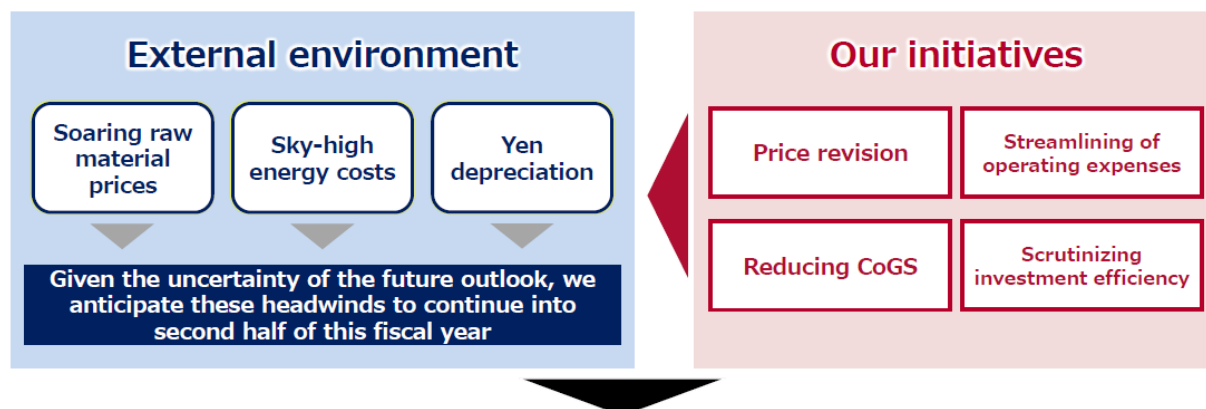 External environment
Soaring raw
material
prices
Sky-high
energy costs
Yen
depreciation
Given the uncertainty of the future outlook, we
anticipate these headwinds to continue into
second half of this fiscal year
Our initiatives
Price revision
Streamlining of
operating expenses
Reducing CoGS
Scrutinizing
investment efficiency